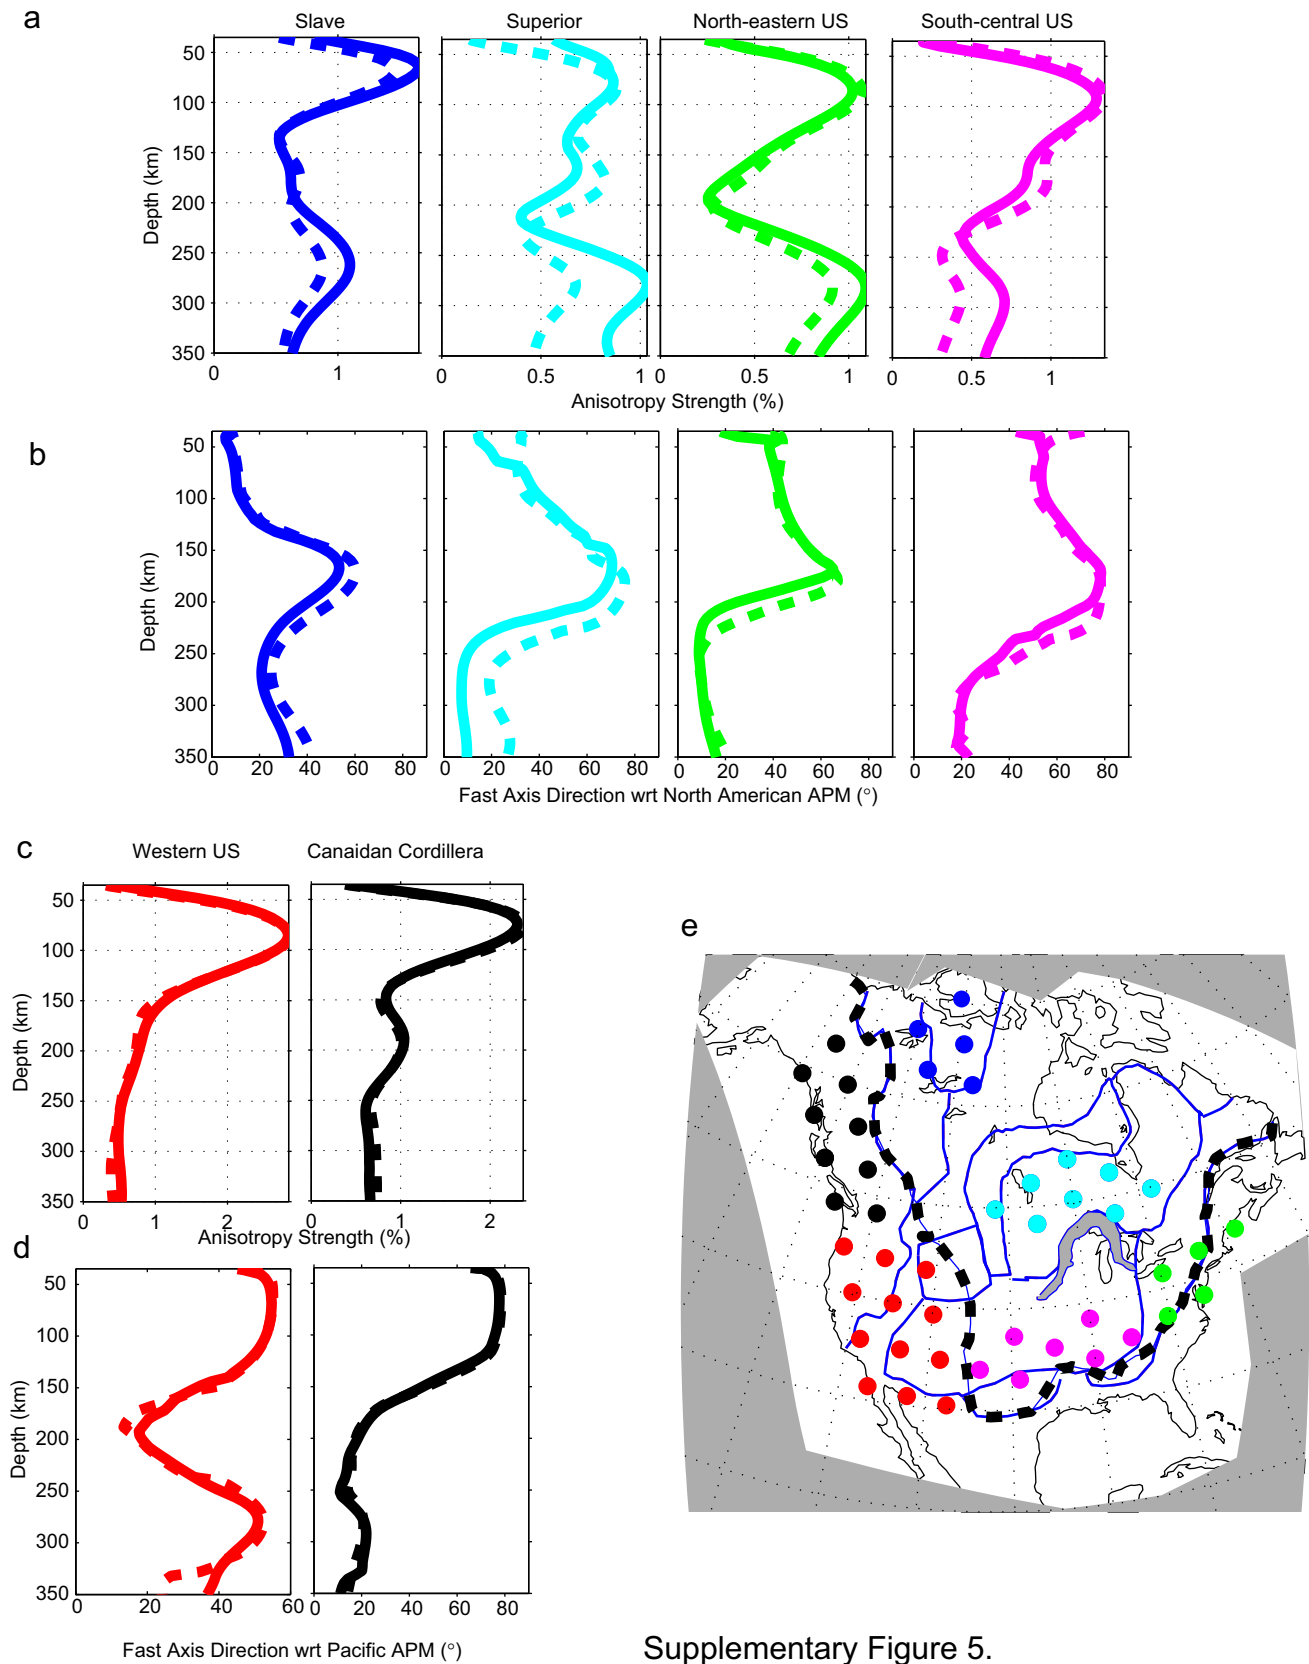 a
Slave Superior North-eastern US South-central US
50
100
150
200
250
300
350
Depth (km)
0 1 0.5 1 0 0.5 1 0 0.5 1
Anisotropy Strength (%)
b
50
100
150
200
250
300
350
Depth (km)
0 20 40 60 80 0 20 40 60 80 0 20 40 60 80 0 20 40 60 80
Fast Axis Direction wrt North American APM (°)
c
Western US Canaidan Cordillera
50
100
150
200
250
300
350
Depth (km)
0 1 2 0 1 2
Anisotropy Strength (%)
d
50
100
150
200
250
300
350
Depth (km)
0 20 40 60 0 20 40 60 80
Fast Axis Direction wrt Pacific APM (°)
e
Supplementary Figure 5.